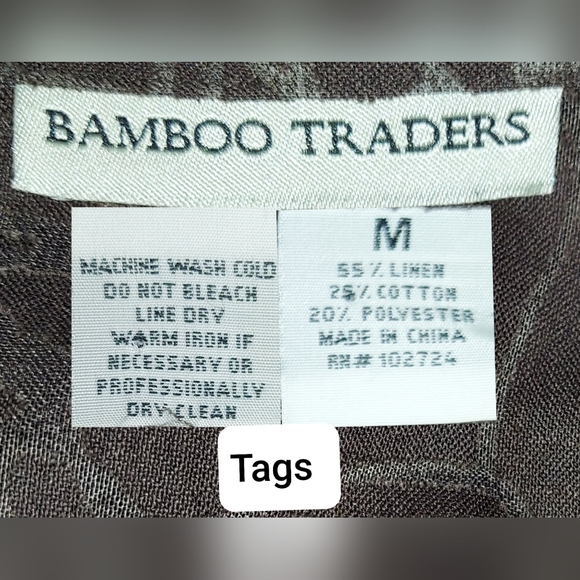 BAMBOO TRADERS
MACHINE WASH COLD
DO NOT BLEACH
LINE DRY
WARM IRON IF
NECESSARY OR
PROFESSIONALLY
DRY CLEAN
M
55% LINEN
25% COTTON
20% POLYESTER
MADE IN CHINA
RN# 102724
Tags